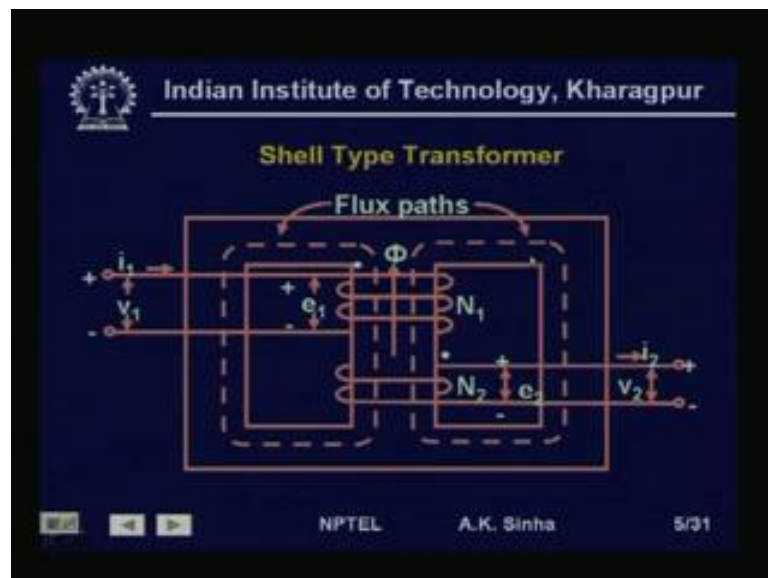 Indian Institute of Technology, Kharagpur
Shell Type Transformer
Flux paths
i₁ Φ
+ + e₁ - N₁
v₁
-
i₂
+ N₂ + e₂ - v₂
-
NPTEL A.K. Sinha 5/31